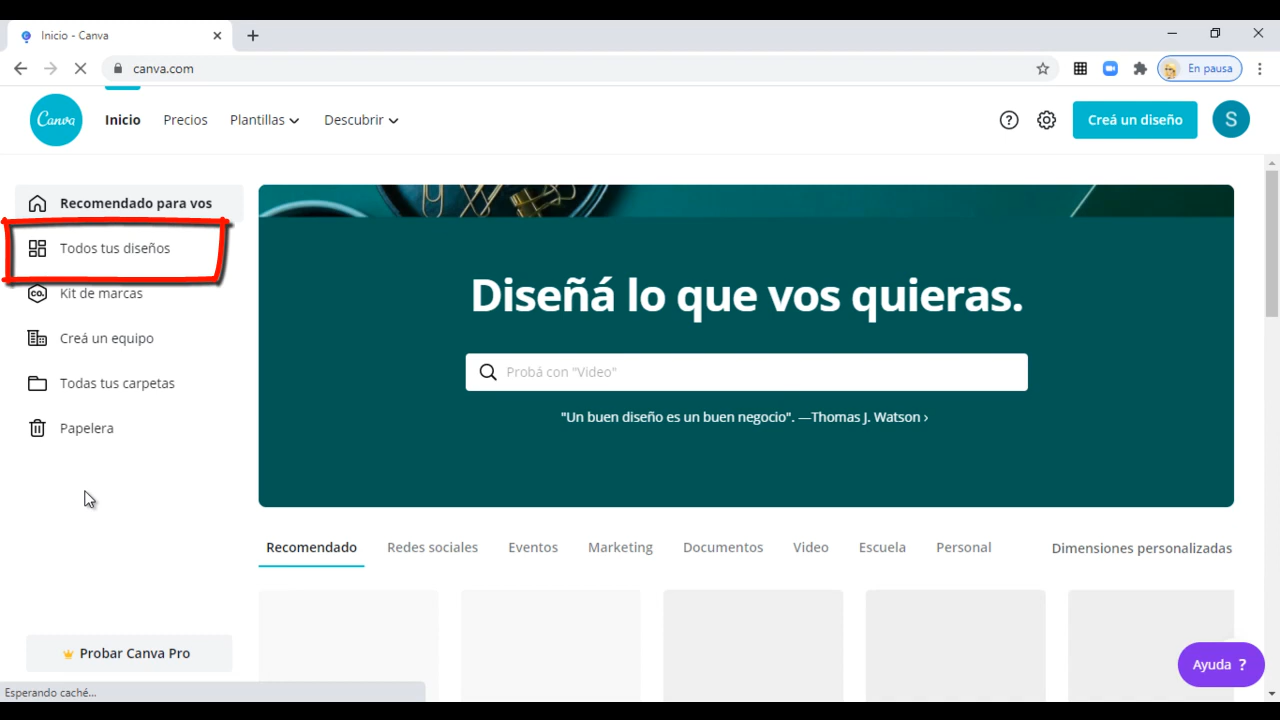 Inicio - Canva
canva.com
En pausa
Canva
Inicio
Precios
Plantillas
Descubrir
?
Creá un diseño
S
Recomendado para vos
Todos tus diseños
CO.
Kit de marcas
Creá un equipo
Todas tus carpetas
Papelera
Diseñá lo que vos quieras.
Probá con "Video"
"Un buen diseño es un buen negocio". —Thomas J. Watson ›
Recomendado
Redes sociales
Eventos
Marketing
Documentos
Video
Escuela
Personal
Dimensiones personalizadas
Probar Canva Pro
Ayuda ?
Esperando caché...